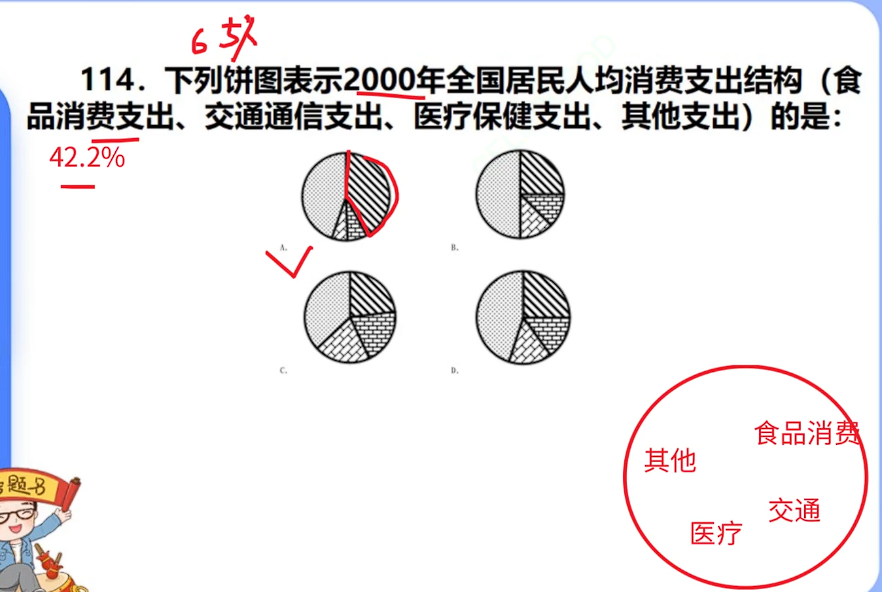 6 5人
114. 下列饼图表示2000年全国居民人均消费支出结构（食
品消费支出、交通通信支出、医疗保健支出、其他支出）的是：
42.2%
A.
B.
C.
D.
食品消费
其他
交通
医疗
题